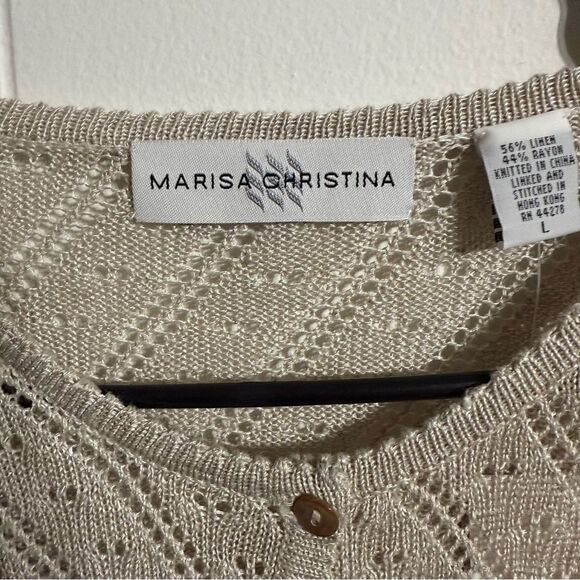 MARISA CHRISTINA
56% LINEN
44% RAYON
KNITTED IN CHINA
LINKED AND
STITCHED IN
HONG KONG
RN 44278
L